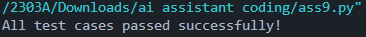 /2303A/Downloads/ai assistant coding/ass9.py"
All test cases passed successfully!